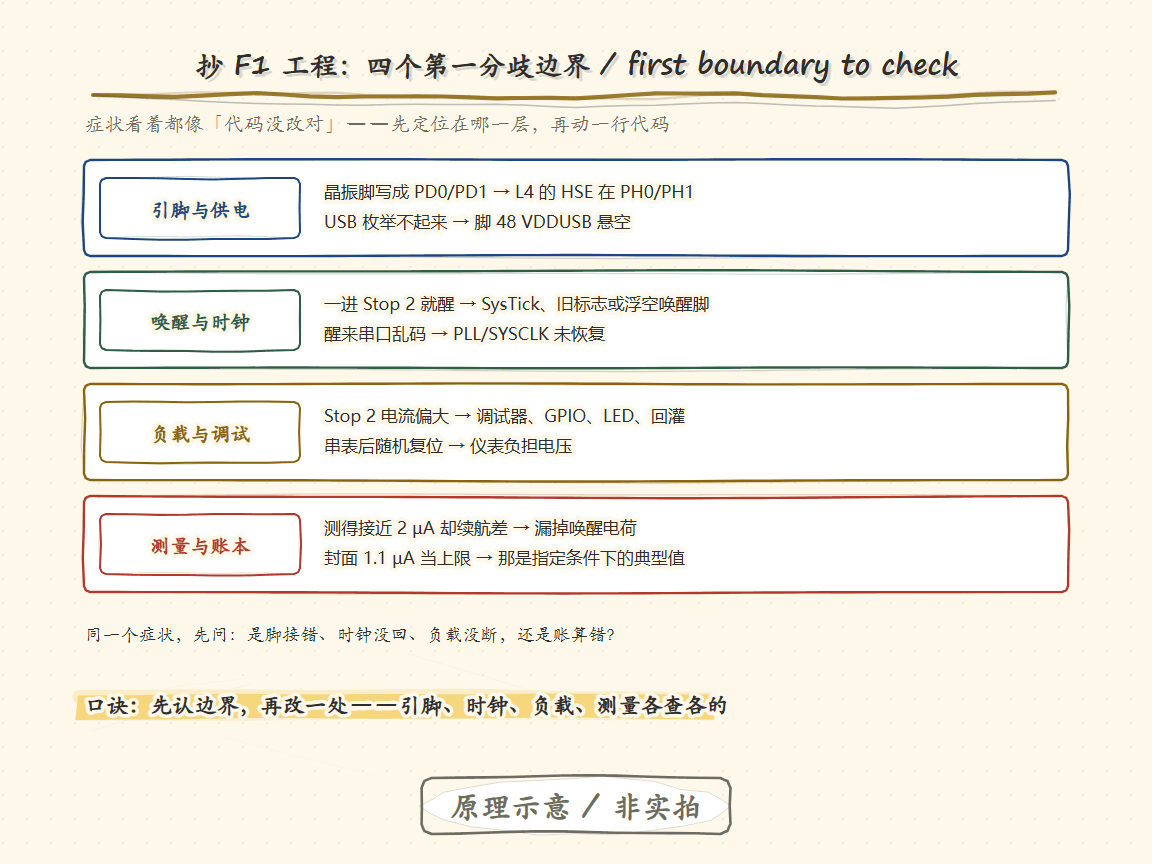 抄 F1 工程：四个第一分歧边界 / first boundary to check
症状看着都像「代码没改对」——先定位在哪一层，再动一行代码
引脚与供电
晶振脚写成 PD0/PD1 → L4 的 HSE 在 PH0/PH1
USB 枚举不起来 → 脚 48 VDDUSB 悬空
唤醒与时钟
一进 Stop 2 就醒 → SysTick、旧标志或浮空唤醒脚
醒来串口乱码 → PLL/SYSCLK 未恢复
负载与调试
Stop 2 电流偏大 → 调试器、GPIO、LED、回灌
串表后随机复位 → 仪表负担电压
测量与账本
测得接近 2 μA 却续航差 → 漏掉唤醒电荷
封面 1.1 μA 当上限 → 那是指定条件下的典型值
同一个症状，先问：是脚接错、时钟没回、负载没断，还是账算错？
口诀：先认边界，再改一处——引脚、时钟、负载、测量各查各的
原理示意 / 非实拍